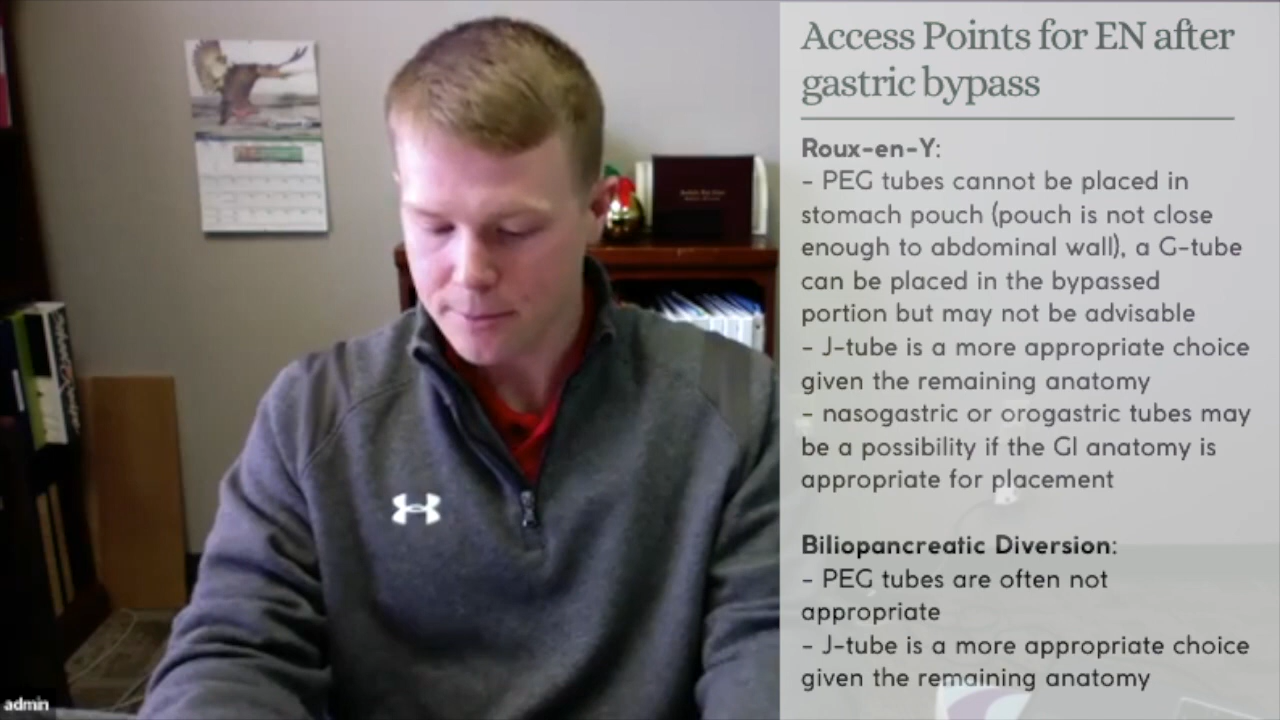 Access Points for EN after
gastric bypass
Roux-en-Y:
- PEG tubes cannot be placed in
stomach pouch (pouch is not close
enough to abdominal wall), a G-tube
can be placed in the bypassed
portion but may not be advisable
- J-tube is a more appropriate choice
given the remaining anatomy
- nasogastric or orogastric tubes may
be a possibility if the GI anatomy is
appropriate for placement
Biliopancreatic Diversion:
- PEG tubes are often not
appropriate
- J-tube is a more appropriate choice
given the remaining anatomy
admin